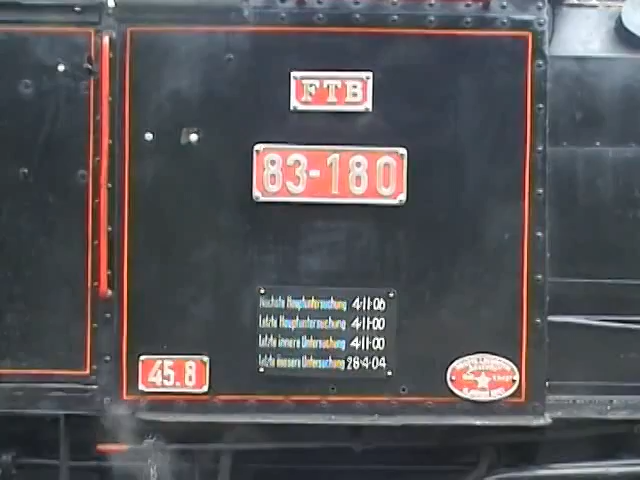 FTB
83-180
Nächste Hauptuntersuchung 4·11·06
Letzte Hauptuntersuchung 4·11·00
Letzte innere Untersuchung 4·11·00
Letzte äussere Untersuchung 28·4·04
45.8